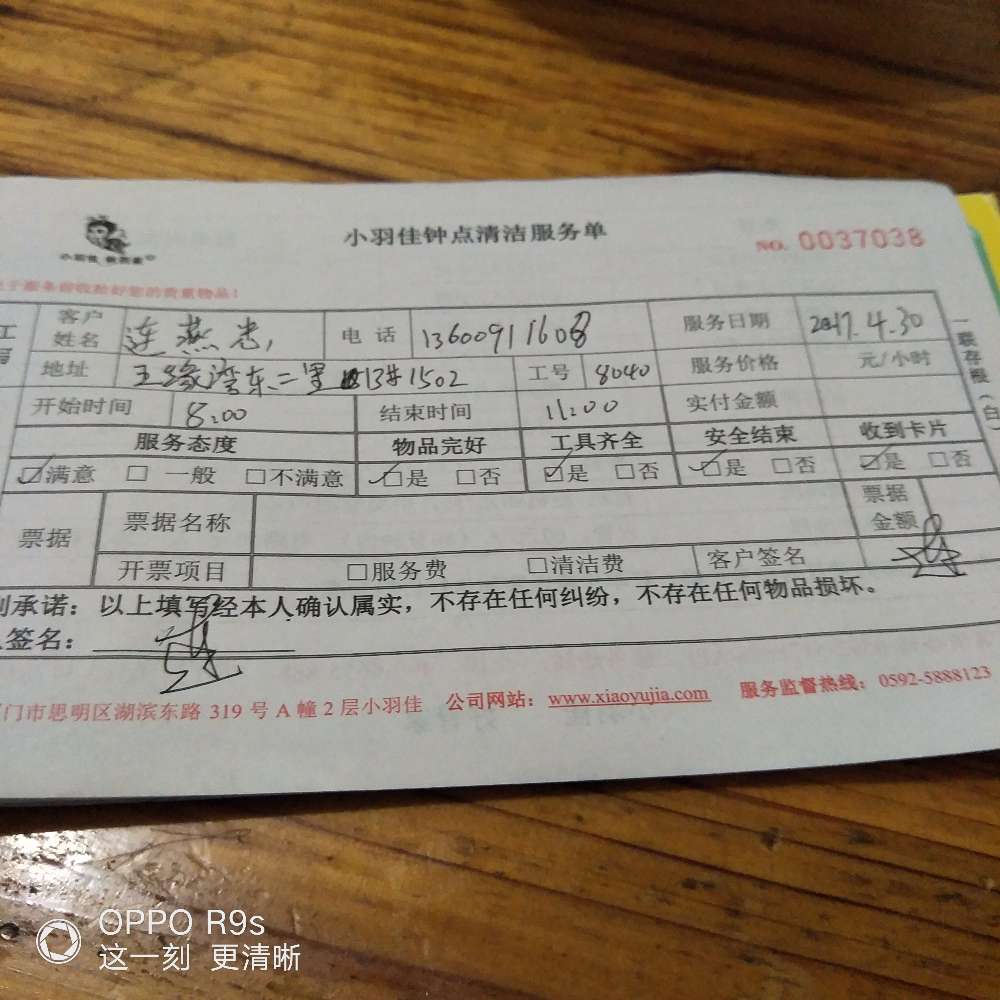 小羽佳钟点清洁服务单
NO. 0037038
小羽佳
于服务前收拾好您的贵重物品！
客户姓名 连燕 电话 13600911608 服务日期 2017.4.30
地址 东二里 13# 1502 工号 8040 服务价格 元/小时
开始时间 8:00 结束时间 11:00 实付金额
服务态度 物品完好 工具齐全 安全结束 收到卡片
☑满意 □一般 □不满意 ☑是 □否 ☑是 □否 ☑是 □否 ☑是 □否
票据 票据名称 票据金额
开票项目 □服务费 □清洁费 客户签名
承诺：以上填写经本人确认属实，不存在任何纠纷，不存在任何物品损坏。
签名：
门市思明区湖滨东路 319 号 A 幢 2 层小羽佳 公司网站：www.xiaoyujia.com 服务监督热线：0592-5888123
一联存根（白）
OPPO R9s
这一刻 更清晰